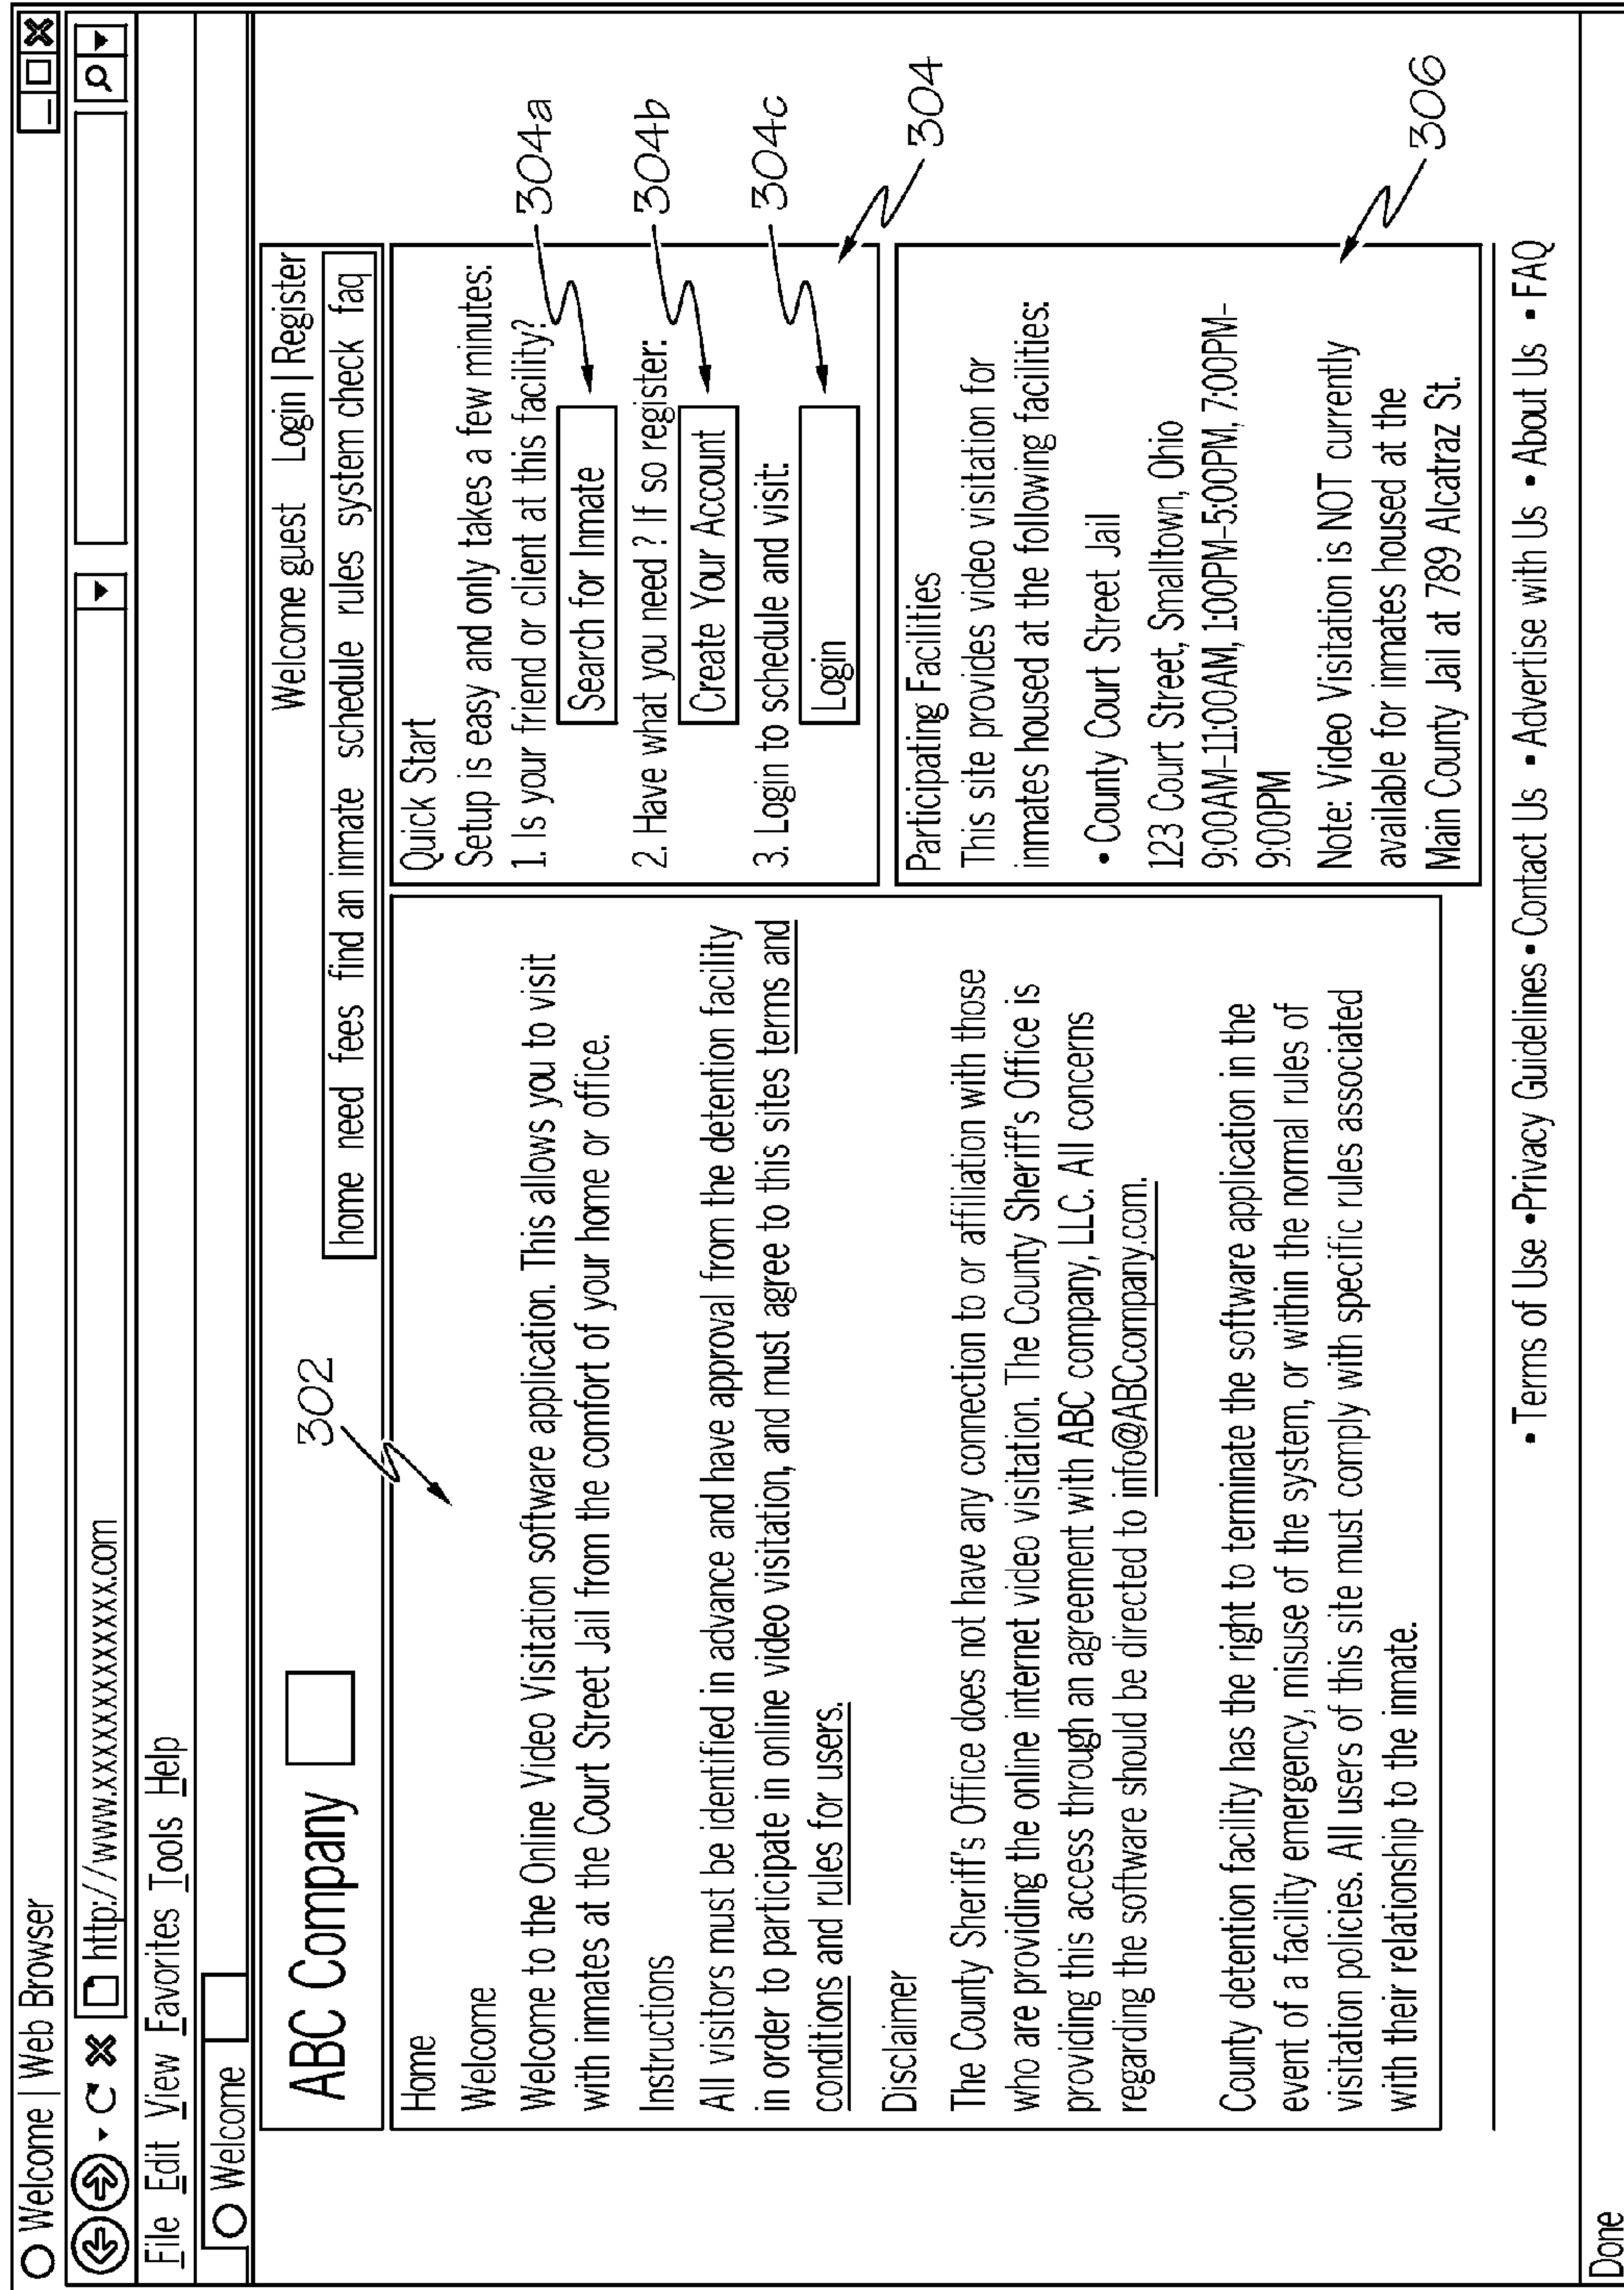 Welcome | Web Browser
http://www.xxxxxxxxxxxxx.com
File Edit View Favorites Tools Help
Welcome
ABC Company
Welcome guest Login | Register
home need fees find an inmate schedule rules system check faq
302
Home
Welcome
Welcome to the Online Video Visitation software application. This allows you to visit
with inmates at the Court Street Jail from the comfort of your home or office.
Instructions
All visitors must be identified in advance and have approval from the detention facility
in order to participate in online video visitation, and must agree to this sites terms and
conditions and rules for users.
Disclaimer
The County Sheriff's Office does not have any connection to or affiliation with those
who are providing the online internet video visitation. The County Sheriff's Office is
providing this access through an agreement with ABC company, LLC. All concerns
regarding the software should be directed to info@ABCcompany.com.
County detention facility has the right to terminate the software application in the
event of a facility emergency, misuse of the system, or within the normal rules of
visitation policies. All users of this site must comply with specific rules associated
with their relationship to the inmate.
Quick Start
Setup is easy and only takes a few minutes:
1. Is your friend or client at this facility?
Search for Inmate
304a
2. Have what you need ? If so register:
Create Your Account
304b
3. Login to schedule and visit:
Login
304c
304
Participating Facilities
This site provides video visitation for
inmates housed at the following facilities:
• County Court Street Jail
123 Court Street, Smalltown, Ohio
9:00AM-11:00AM, 1:00PM-5:00PM, 7:00PM-
9:00PM
Note: Video Visitation is NOT currently
available for inmates housed at the
Main County Jail at 789 Alcatraz St.
306
• Terms of Use •Privacy Guidelines • Contact Us • Advertise with Us • About Us • FAQ
Done